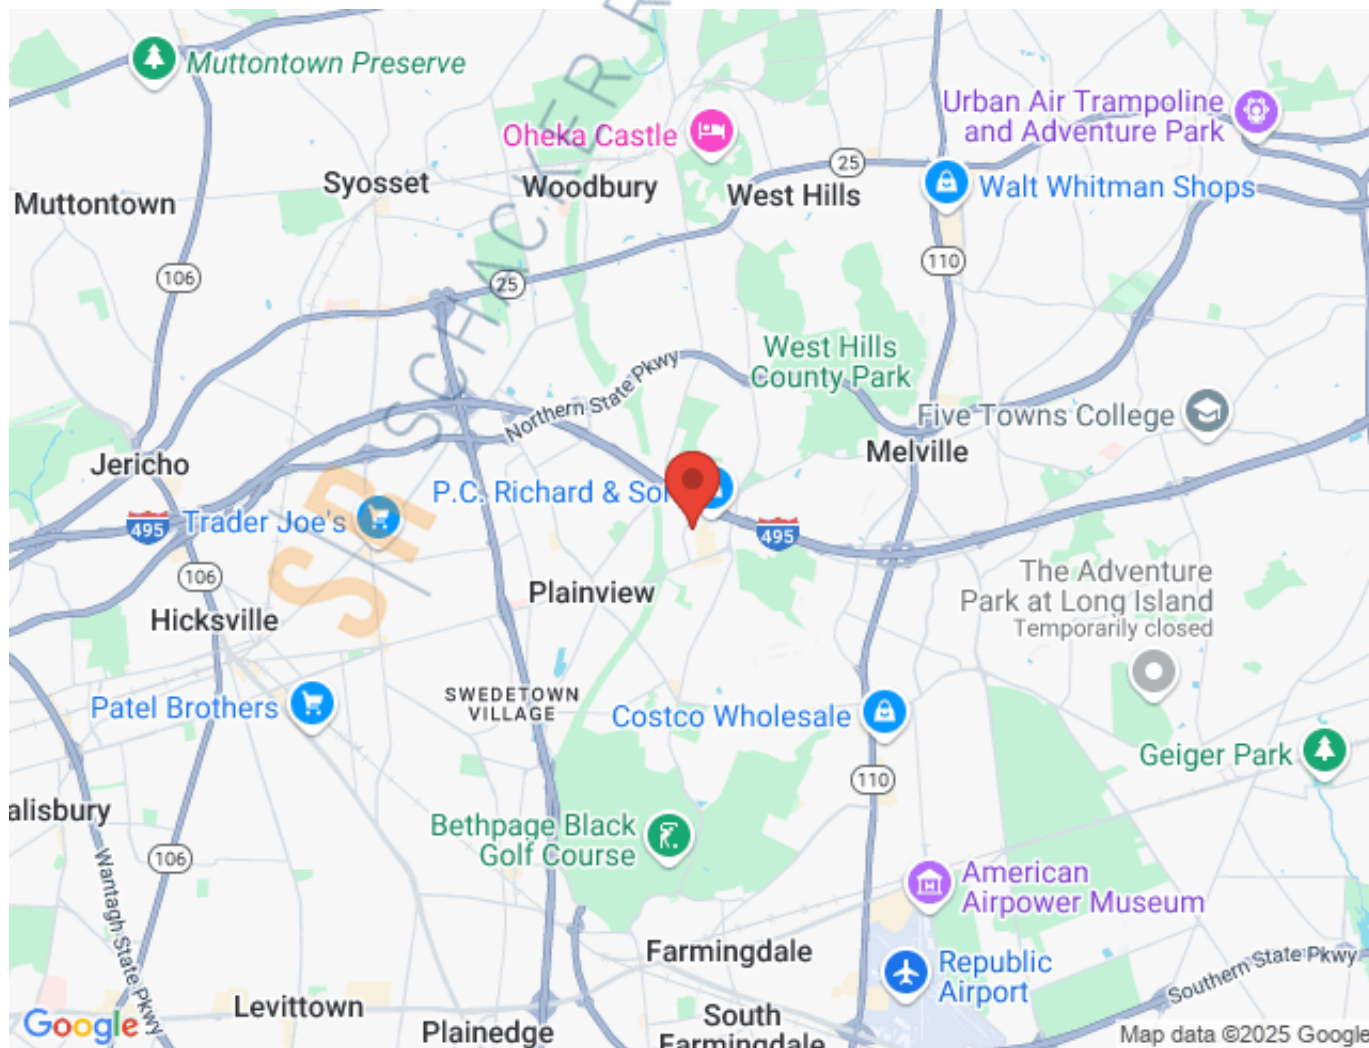 Muttontown Preserve
Urban Air Trampoline
and Adventure Park
Oheka Castle
25
Syosset
Woodbury
West Hills
Walt Whitman Shops
Muttontown
106
25
110
West Hills
County Park
Northern State Pkwy
Five Towns College
Jericho
Melville
P.C. Richard & So
495
Trader Joe's
495
106
The Adventure
Park at Long Island
Temporarily closed
Plainview
Hicksville
SWEDETOWN
VILLAGE
Patel Brothers
Costco Wholesale
Geiger Park
110
alisbury
Bethpage Black
Golf Course
106
Wantagh State Pkwy
American
Airpower Museum
Farmingdale
Republic
Airport
Southern State Pkwy
Levittown
Plainedge
South
Farmingdale
Google
Map data ©2025 Google
SR
SCHACKER R